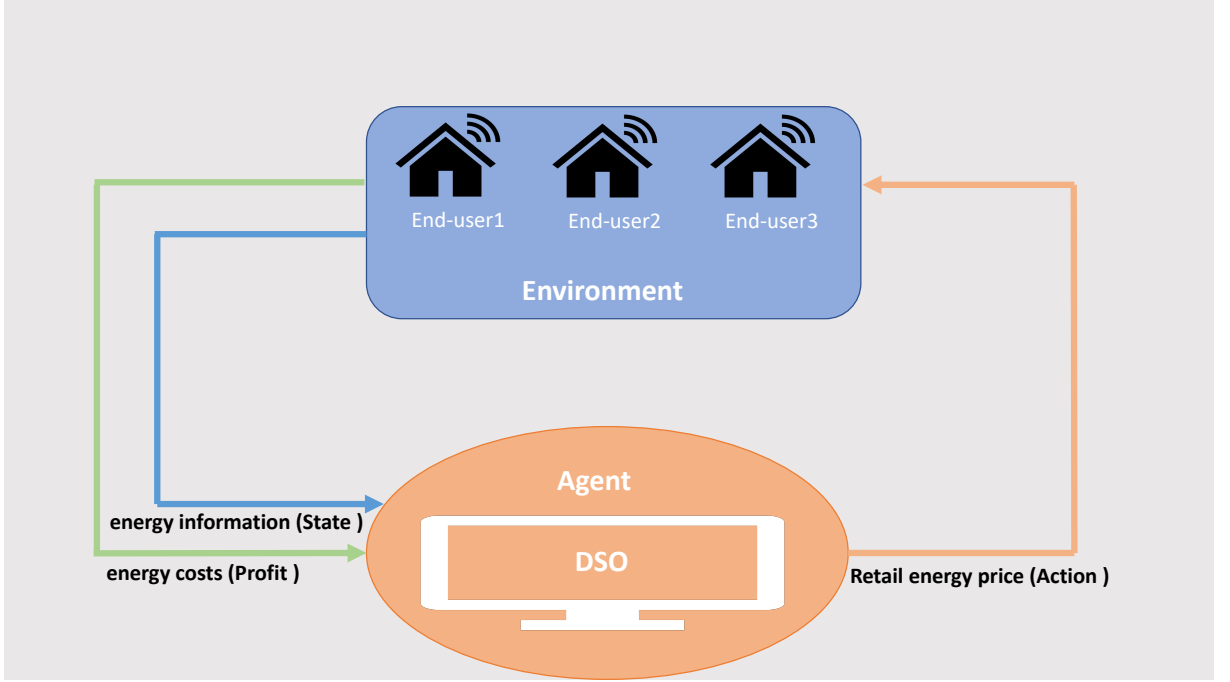 End-user1
End-user2
End-user3
Environment
Agent
energy information (State )
DSO
energy costs (Profit )
Retail energy price (Action )